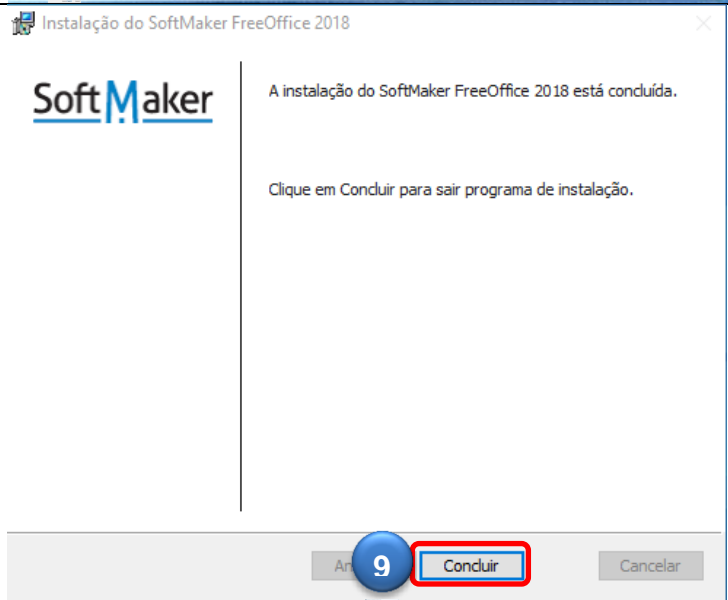 Instalação do SoftMaker FreeOffice 2018
SoftMaker
A instalação do SoftMaker FreeOffice 2018 está concluída.
Clique em Concluir para sair programa de instalação.
9
Concluir
Cancelar